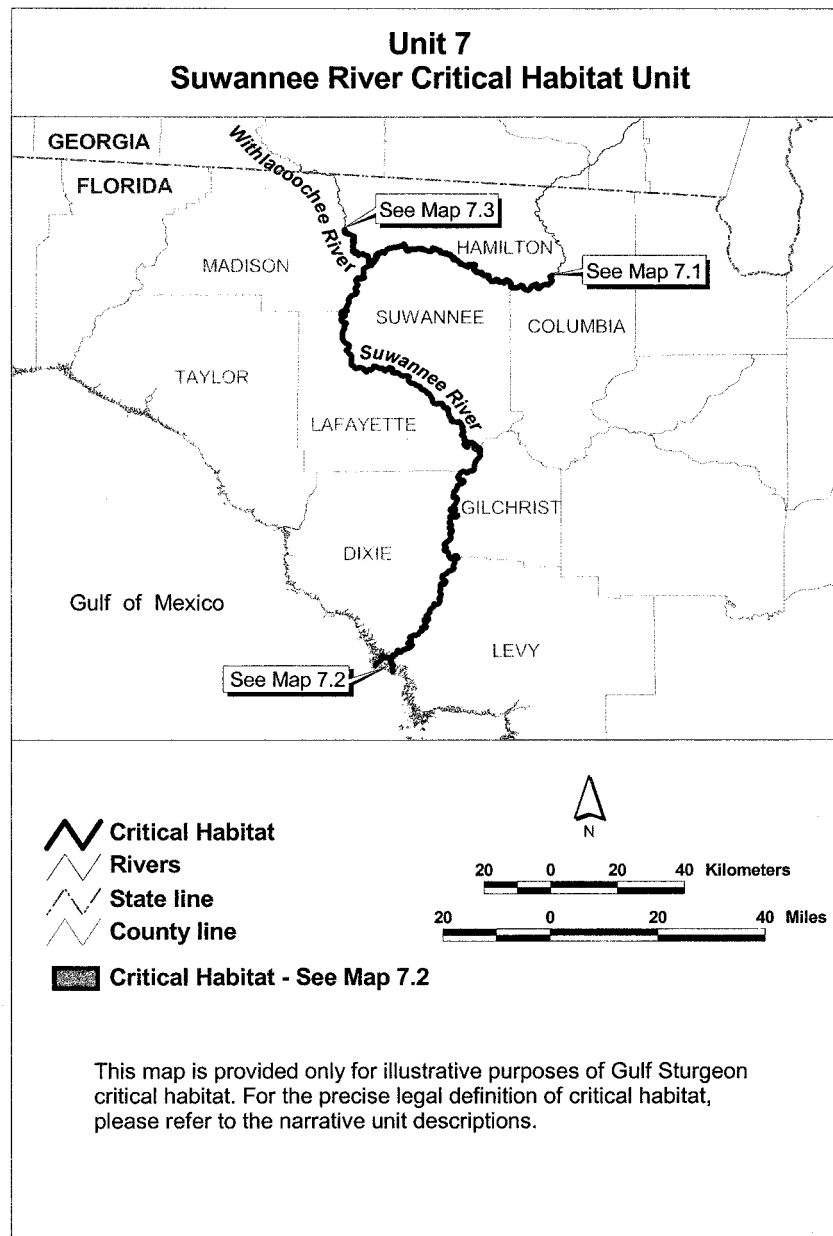 Unit 7
Suwannee River Critical Habitat Unit
GEORGIA
FLORIDA
Withlacoochee River
See Map 7.3
HAMILTON
See Map 7.1
MADISON
SUWANNEE
COLUMBIA
Suwannee River
TAYLOR
LAFAYETTE
GILCHRIST
DIXIE
Gulf of Mexico
LEVY
See Map 7.2
Critical Habitat
Rivers
State line
County line
Critical Habitat - See Map 7.2
N
20 0 20 40 Kilometers
20 0 20 40 Miles
This map is provided only for illustrative purposes of Gulf Sturgeon
critical habitat. For the precise legal definition of critical habitat,
please refer to the narrative unit descriptions.